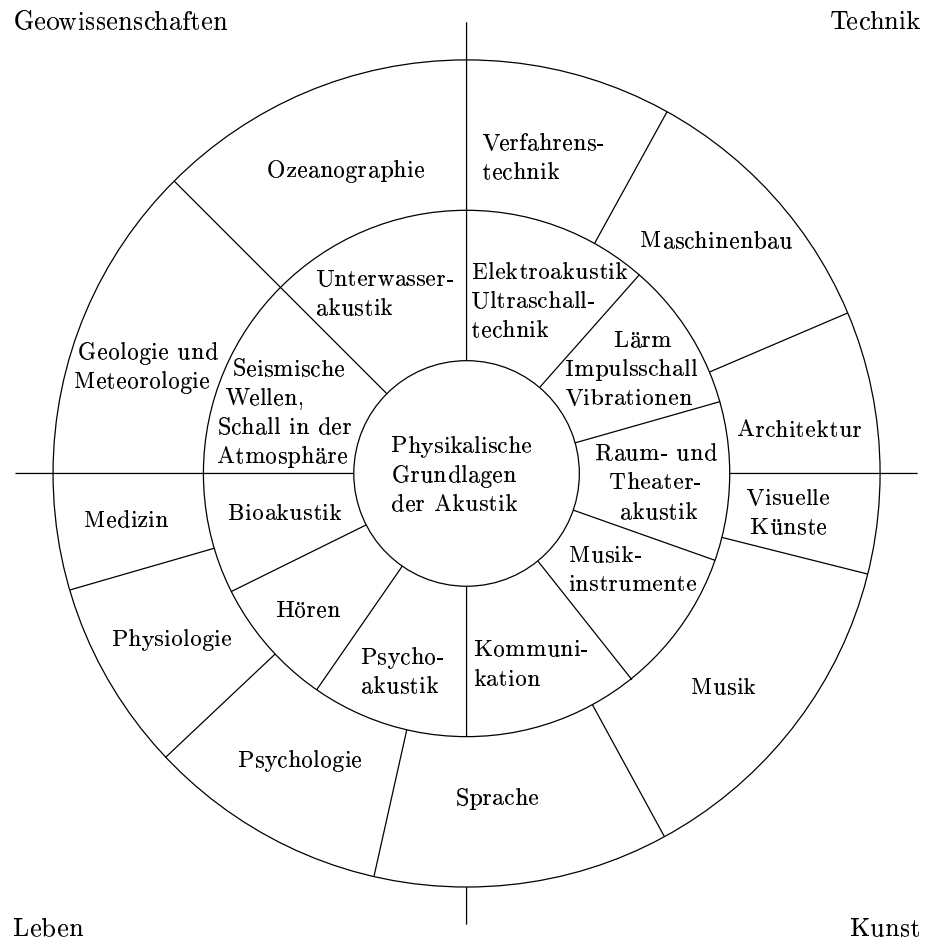 Geowissenschaften
Technik
Verfahrens-
technik
Ozeanographie
Maschinenbau
Elektroakustik
Ultraschall-
technik
Unterwasser-
akustik
Lärm
Impulsschall
Vibrationen
Geologie und
Meteorologie
Seismische
Wellen,
Schall in der
Atmosphäre
Architektur
Physikalische
Grundlagen
der Akustik
Raum- und
Theater-
akustik
Visuelle
Künste
Medizin
Bioakustik
Musik-
instrumente
Hören
Physiologie
Psycho-
akustik
Kommuni-
kation
Musik
Psychologie
Sprache
Leben
Kunst